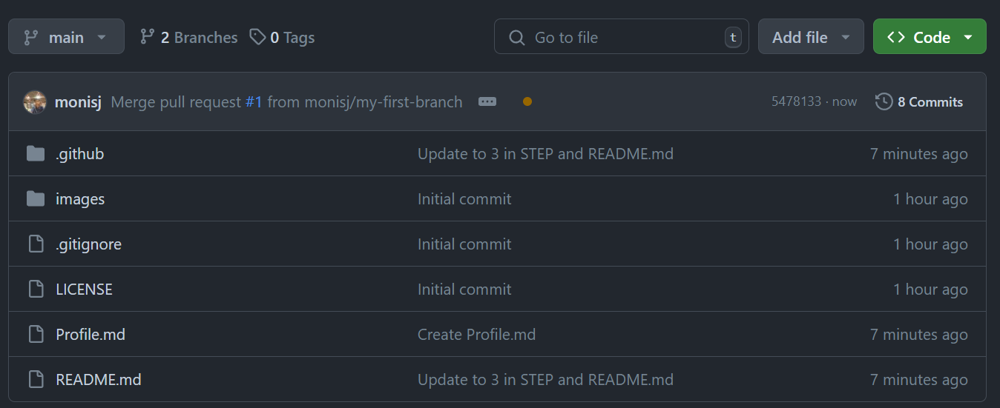 main 2 Branches 0 Tags Go to file t Add file Code
monisj Merge pull request #1 from monisj/my-first-branch 5478133 · now 8 Commits
.github Update to 3 in STEP and README.md 7 minutes ago
images Initial commit 1 hour ago
.gitignore Initial commit 1 hour ago
LICENSE Initial commit 1 hour ago
Profile.md Create Profile.md 7 minutes ago
README.md Update to 3 in STEP and README.md 7 minutes ago